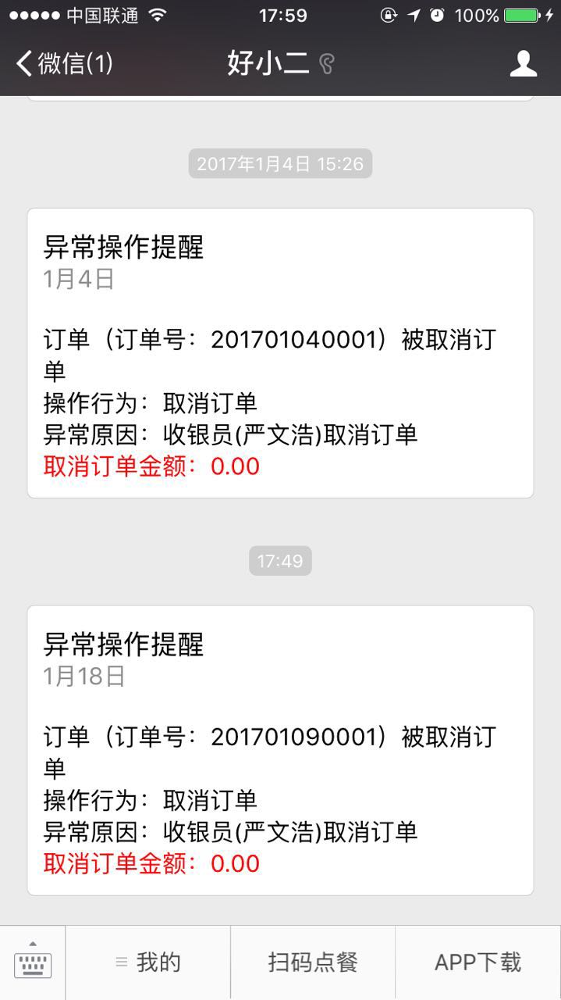 中国联通 17:59 100%
微信(1) 好小二
2017年1月4日 15:26
异常操作提醒
1月4日
订单（订单号：201701040001）被取消订
单
操作行为：取消订单
异常原因：收银员(严文浩)取消订单
取消订单金额：0.00
17:49
异常操作提醒
1月18日
订单（订单号：201701090001）被取消订
单
操作行为：取消订单
异常原因：收银员(严文浩)取消订单
取消订单金额：0.00
我的 扫码点餐 APP下载